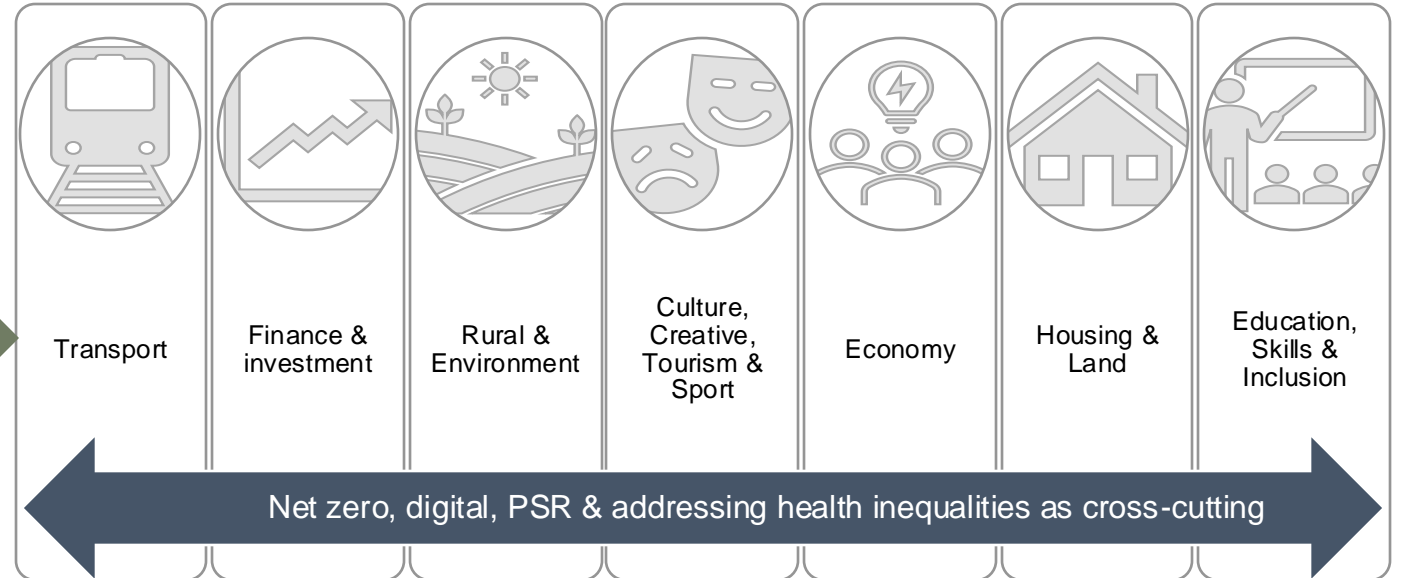 Transport
Finance &
investment
Rural &
Environment
Culture,
Creative,
Tourism &
Sport
Economy
Housing &
Land
Education,
Skills &
Inclusion
Net zero, digital, PSR & addressing health inequalities as cross-cutting